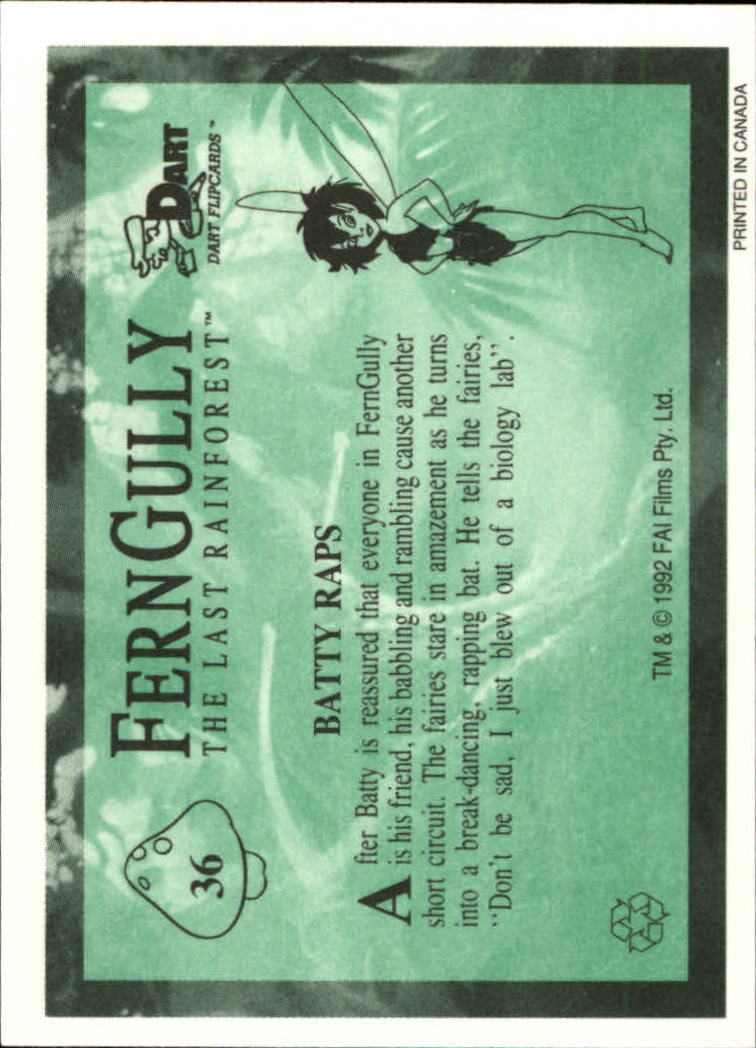 36
FERNGULLY
THE LAST RAINFOREST™
DART
DART FLIPCARDS™
BATTY RAPS
After Batty is reassured that everyone in FernGully
is his friend, his babbling and rambling cause another
short circuit. The fairies stare in amazement as he turns
into a break-dancing, rapping bat. He tells the fairies,
“Don't be sad, I just blew out of a biology lab”.
TM & © 1992 FAI Films Pty. Ltd.
PRINTED IN CANADA